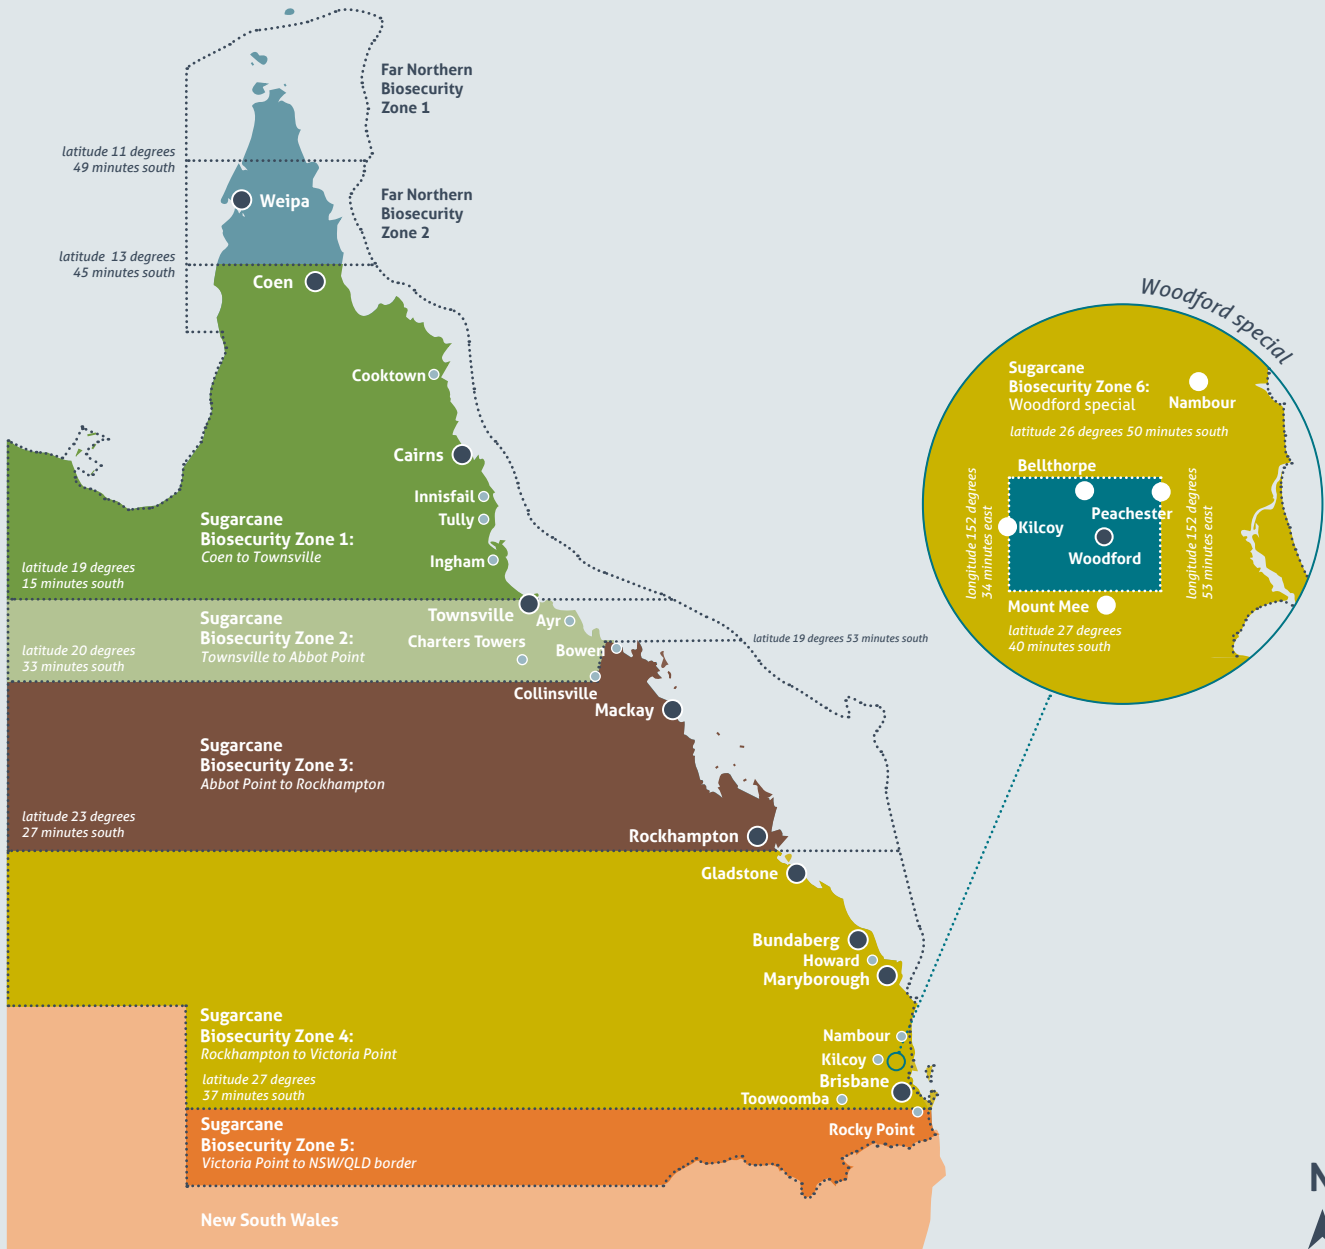 Far Northern
Biosecurity
Zone 1
latitude 11 degrees
49 minutes south
Far Northern
Biosecurity
Zone 2
Weipa
latitude  13 degrees
45 minutes south
Coen
Cooktown
Cairns
Innisfail
Tully
Ingham
Sugarcane
Biosecurity Zone 1:
Coen to Townsville
latitude 19 degrees
15 minutes south
Townsville
Ayr
Sugarcane
Biosecurity Zone 2:
Townsville to Abbot Point
Charters Towers
Bowen
latitude 19 degrees 53 minutes south
latitude 20 degrees
33 minutes south
Collinsville
Mackay
Sugarcane
Biosecurity Zone 3:
Abbot Point to Rockhampton
latitude 23 degrees
27 minutes south
Rockhampton
Gladstone
Bundaberg
Howard
Maryborough
Sugarcane
Biosecurity Zone 4:
Rockhampton to Victoria Point
latitude 27 degrees
37 minutes south
Nambour
Kilcoy
Brisbane
Toowoomba
Rocky Point
Sugarcane
Biosecurity Zone 5:
Victoria Point to NSW/QLD border
New South Wales
Woodford special
Sugarcane
Biosecurity Zone 6:
Woodford special
Nambour
latitude 26 degrees 50 minutes south
Bellthorpe
longitude 152 degrees
34 minutes east
Kilcoy
Peachester
Woodford
longitude 152 degrees
53 minutes east
Mount Mee
latitude 27 degrees
40 minutes south
N